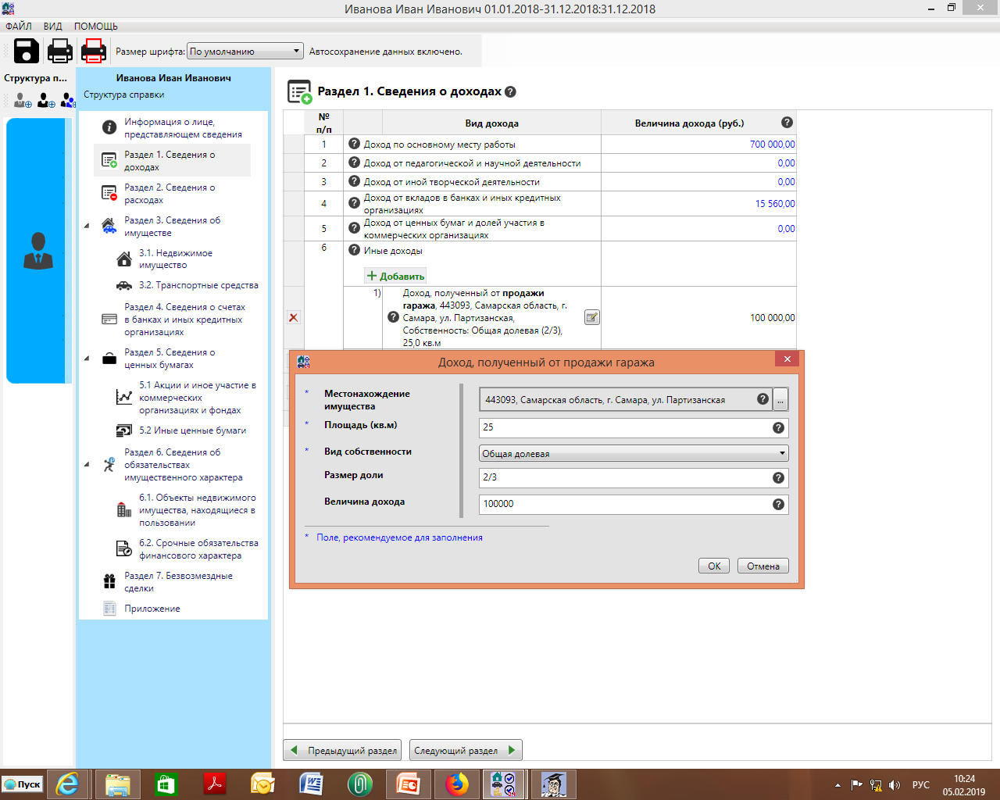 Иванова Иван Иванович 01.01.2018-31.12.2018:31.12.2018
ФАЙЛ ВИД ПОМОЩЬ
Размер шрифта: По умолчанию Автосохранение данных включено.
Структура п...
Иванова Иван Иванович
Структура справки
Информация о лице,
представляющем сведения
Раздел 1. Сведения о
доходах
Раздел 2. Сведения о
расходах
Раздел 3. Сведения об
имуществе
3.1. Недвижимое
имущество
3.2. Транспортные средства
Раздел 4. Сведения о счетах
в банках и иных кредитных
организациях
Раздел 5. Сведения о
ценных бумагах
5.1 Акции и иное участие в
коммерческих
организациях и фондах
5.2 Иные ценные бумаги
Раздел 6. Сведения об
обязательствах
имущественного характера
6.1. Объекты недвижимого
имущества, находящиеся в
пользовании
6.2. Срочные обязательства
финансового характера
Раздел 7. Безвозмездные
сделки
Приложение
Раздел 1. Сведения о доходах
№
п/п
Вид дохода
Величина дохода (руб.)
1 Доход по основному месту работы 700 000,00
2 Доход от педагогической и научной деятельности 0,00
3 Доход от иной творческой деятельности 0,00
4 Доход от вкладов в банках и иных кредитных
организациях 15 560,00
5 Доход от ценных бумаг и долей участия в
коммерческих организациях 0,00
6 Иные доходы
Добавить
1) Доход, полученный от продажи
гаража, 443093, Самарская область, г.
Самара, ул. Партизанская, 100 000,00
Собственность: Общая долевая (2/3),
25,0 кв.м
Доход, полученный от продажи гаража
* Местонахождение
имущества
443093, Самарская область, г. Самара, ул. Партизанская ...
* Площадь (кв.м) 25
* Вид собственности Общая долевая
Размер доли 2/3
Величина дохода 100000
* Поле, рекомендуемое для заполнения
OK Отмена
Предыдущий раздел Следующий раздел
Пуск
РУС
10:24
05.02.2019